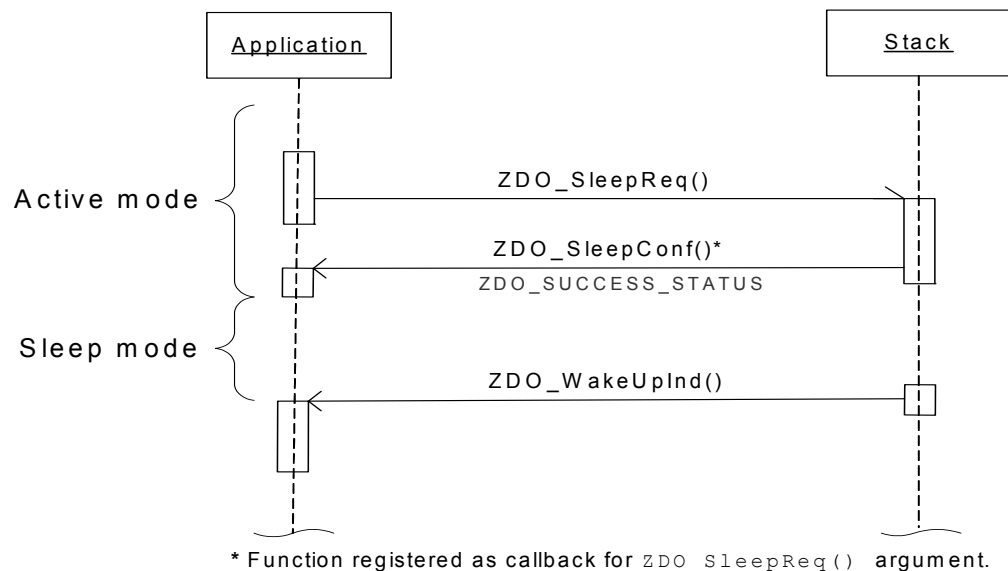 Application
Stack
Active mode
ZDO_SleepReq()
ZDO_SleepConf()*
ZDO_SUCCESS_STATUS
Sleep mode
ZDO_WakeUpInd()
* Function registered as callback for ZDO SleepReq() argument.